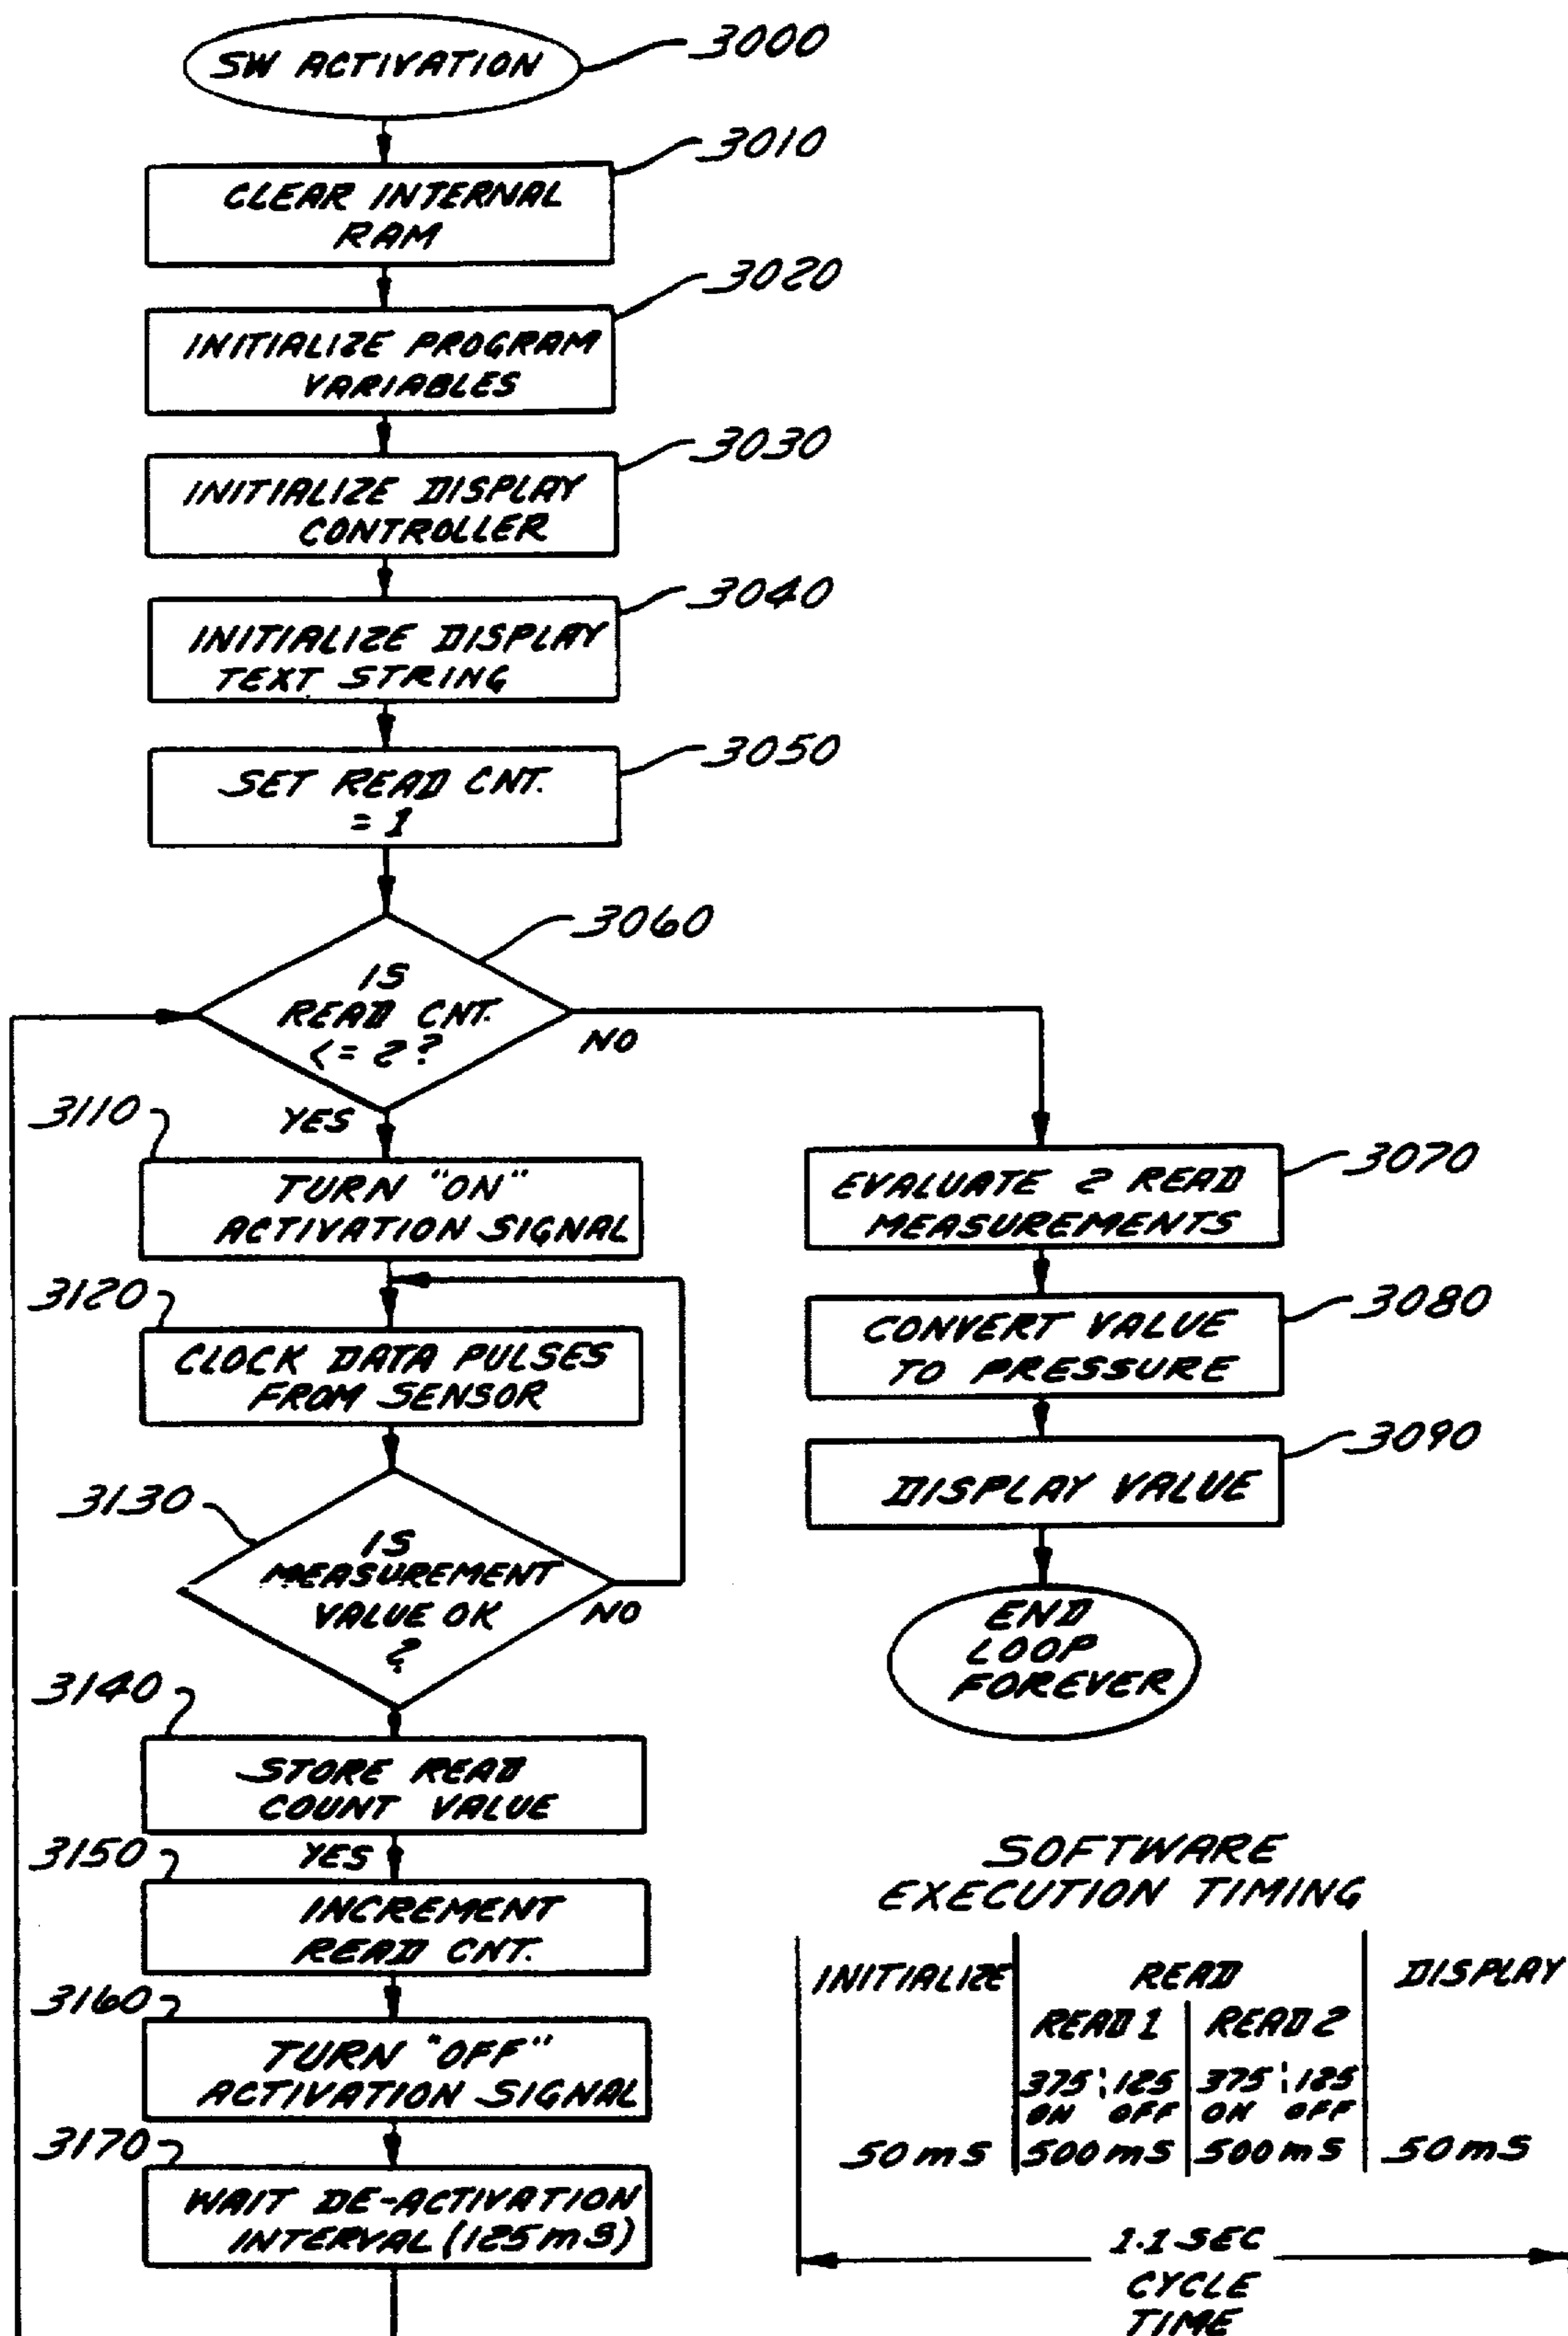 SW ACTIVATION
3000
3010
CLEAR INTERNAL
RAM
3020
INITIALIZE PROGRAM
VARIABLES
3030
INITIALIZE DISPLAY
CONTROLLER
3040
INITIALIZE DISPLAY
TEXT STRING
3050
SET READ CNT.
= 1
3060
IS
READ CNT.
<= 2?
NO
YES
3110
TURN "ON"
ACTIVATION SIGNAL
3120
CLOCK DATA PULSES
FROM SENSOR
3130
IS
MEASUREMENT
VALUE OK
?
NO
3140
STORE READ
COUNT VALUE
YES
3150
INCREMENT
READ CNT.
3160
TURN "OFF"
ACTIVATION SIGNAL
3170
WAIT DE-ACTIVATION
INTERVAL (125mS)
3070
EVALUATE 2 READ
MEASUREMENTS
3080
CONVERT VALUE
TO PRESSURE
3090
DISPLAY VALUE
END
LOOP
FOREVER
SOFTWARE
EXECUTION TIMING
INITIALIZE READ DISPLAY
READ 1 READ 2
375 125 375 125
ON OFF ON OFF
50mS 500mS 500mS 50mS
1.1 SEC
CYCLE
TIME